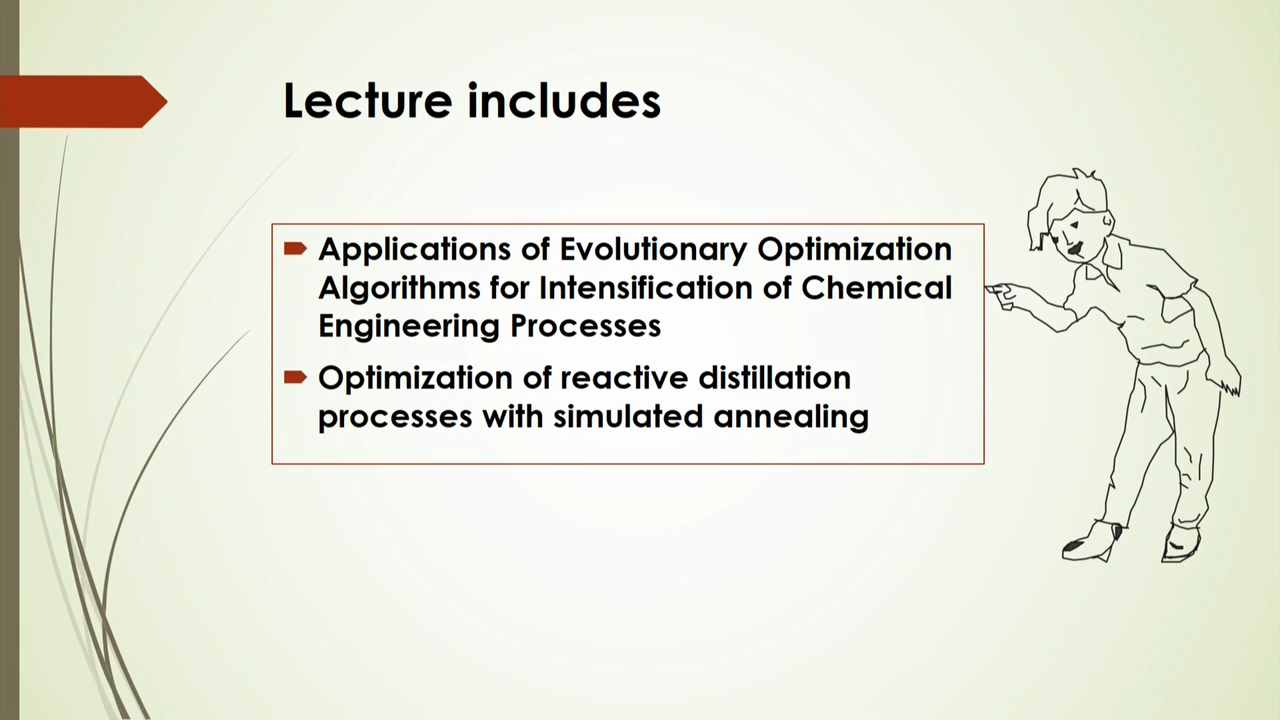 Lecture includes
Applications of Evolutionary Optimization
Algorithms for Intensification of Chemical
Engineering Processes
Optimization of reactive distillation
processes with simulated annealing